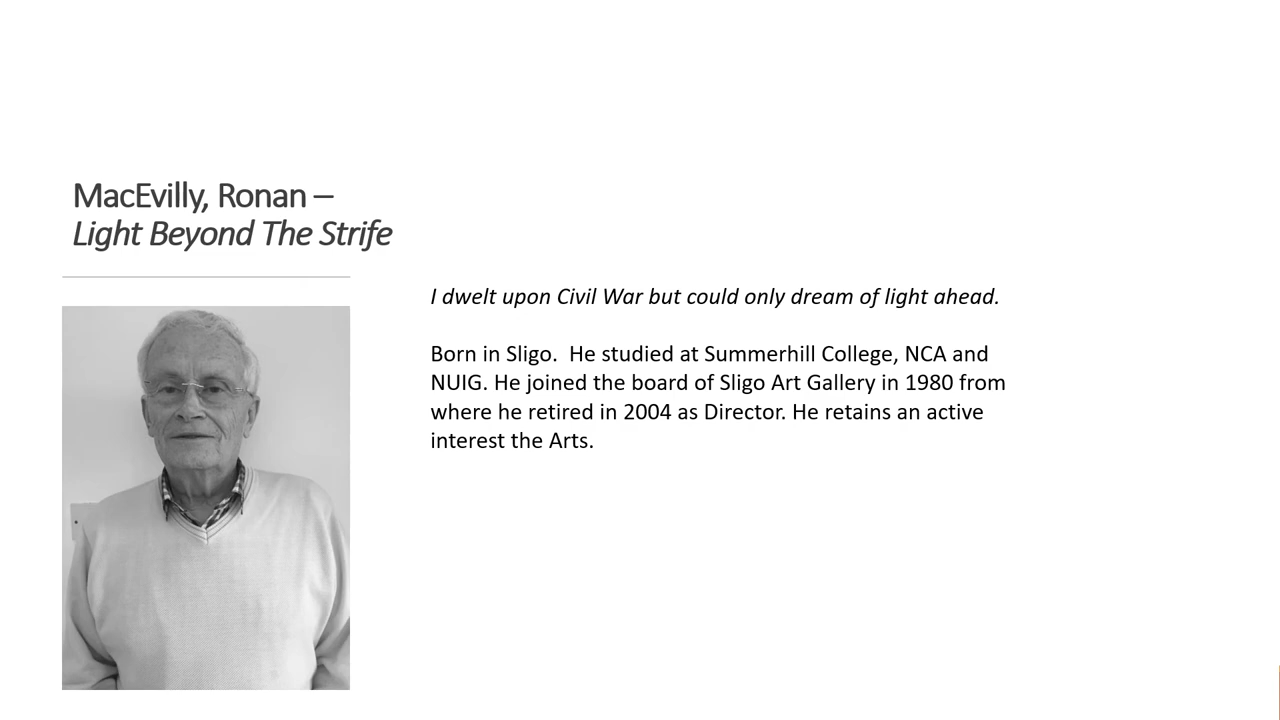 MacEvilly, Ronan –
Light Beyond The Strife
I dwelt upon Civil War but could only dream of light ahead.
Born in Sligo.  He studied at Summerhill College, NCA and
NUIG. He joined the board of Sligo Art Gallery in 1980 from
where he retired in 2004 as Director. He retains an active
interest the Arts.